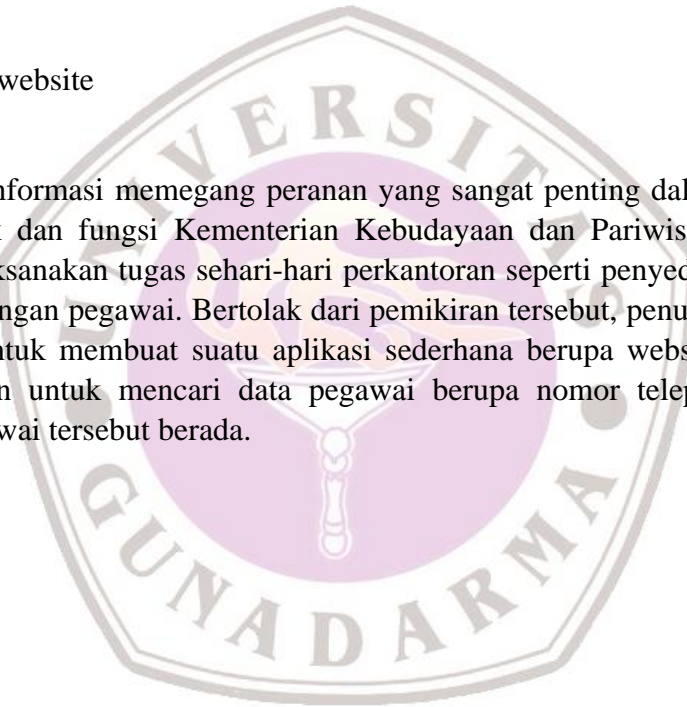 website
nformasi memegang peranan yang sangat penting dal
dan fungsi Kementerian Kebudayaan dan Pariwis
ksanakan tugas sehari-hari perkantoran seperti penyed
ngan pegawai. Bertolak dari pemikiran tersebut, penu
ntuk membuat suatu aplikasi sederhana berupa webs
n untuk mencari data pegawai berupa nomor telep
wai tersebut berada.
UNIVERSITAS
GUNADARMA